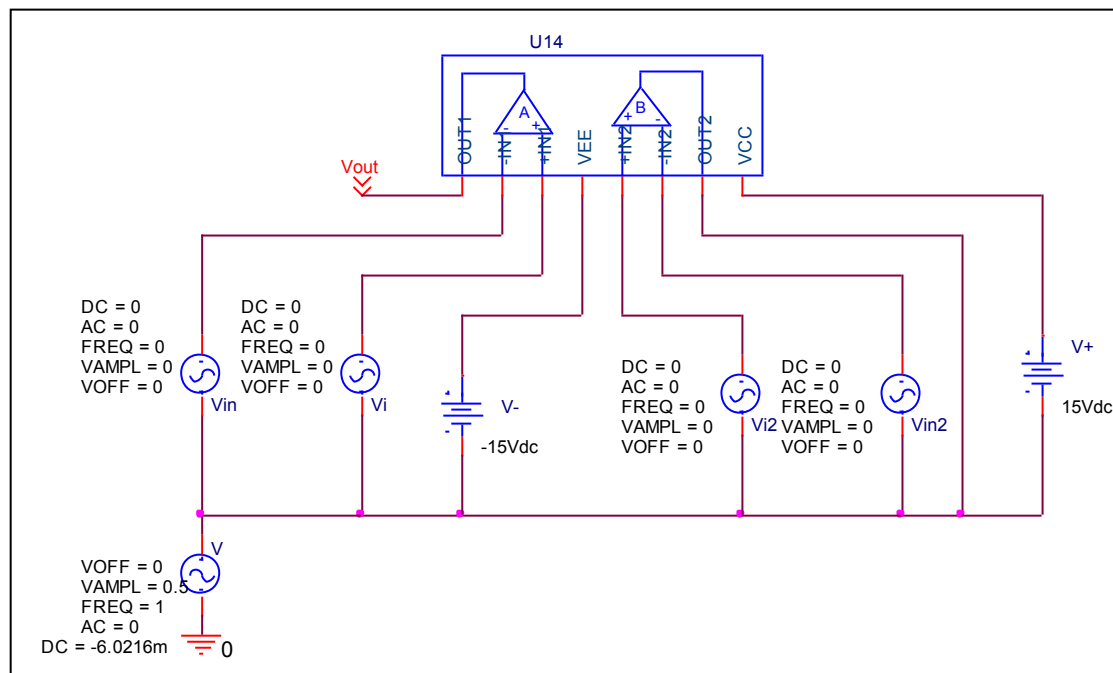 U14
A
B
-
+
+
-
OUT1
-IN1
+IN1
VEE
+IN2
-IN2
OUT2
VCC
Vout
DC = 0
AC = 0
FREQ = 0
VAMPL = 0
VOFF = 0
Vin
DC = 0
AC = 0
FREQ = 0
VAMPL = 0
VOFF = 0
Vi
V-
-15Vdc
DC = 0
AC = 0
FREQ = 0
VAMPL = 0
VOFF = 0
Vi2
DC = 0
AC = 0
FREQ = 0
VAMPL = 0
VOFF = 0
Vin2
V+
15Vdc
V
VOFF = 0
VAMPL = 0.5
FREQ = 1
AC = 0
DC = -6.0216m
0